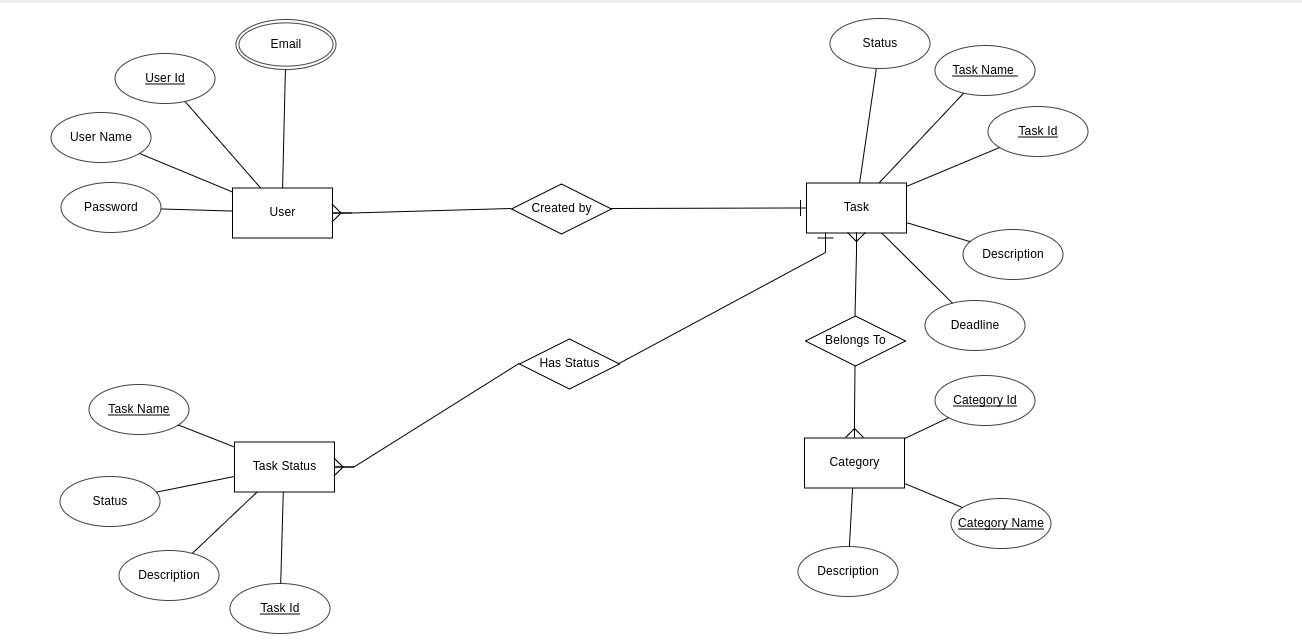 Email
Status
User Id
Task Name
User Name
Task Id
Password
User
Created by
Task
Description
Deadline
Belongs To
Has Status
Task Name
Category Id
Task Status
Category
Status
Category Name
Description
Description
Task Id